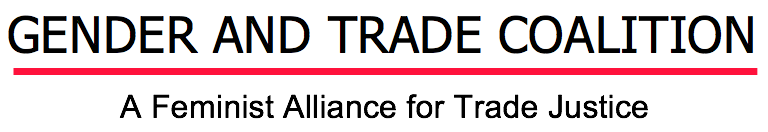 GENDER AND TRADE COALITION
A Feminist Alliance for Trade Justice